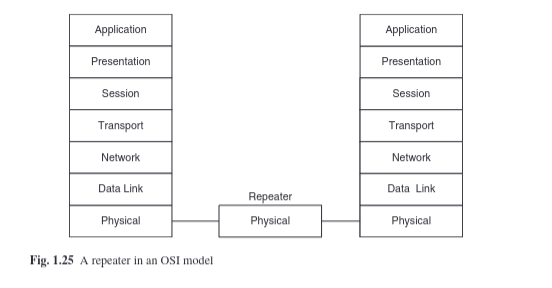 Application Application
Presentation Presentation
Session Session
Transport Transport
Network Network
Data Link Repeater Data Link
Physical Physical Physical
Fig. 1.25 A repeater in an OSI model